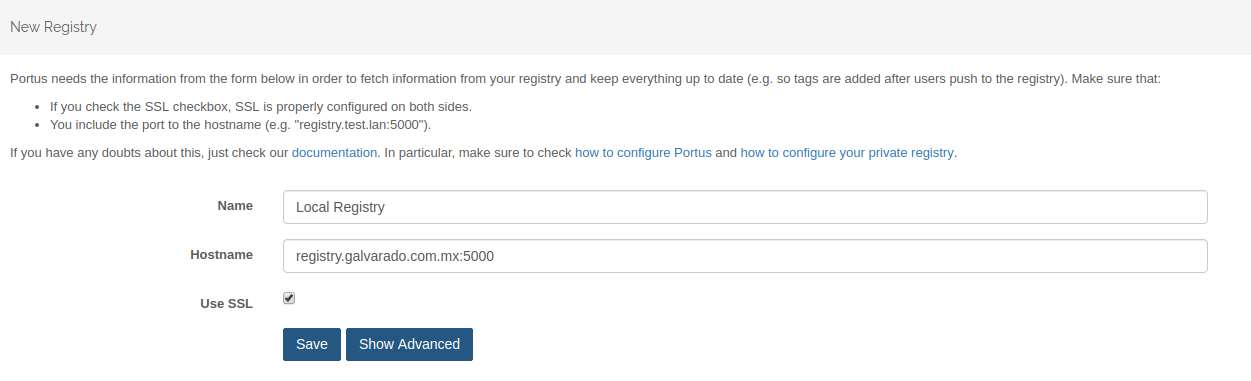 New Registry
Portus needs the information from the form below in order to fetch information from your registry and keep everything up to date (e.g. so tags are added after users push to the registry). Make sure that:
If you check the SSL checkbox, SSL is properly configured on both sides.
You include the port to the hostname (e.g. "registry.test.lan:5000").
If you have any doubts about this, just check our documentation. In particular, make sure to check how to configure Portus and how to configure your private registry.
Name Local Registry
Hostname registry.galvarado.com.mx:5000
Use SSL
Save Show Advanced